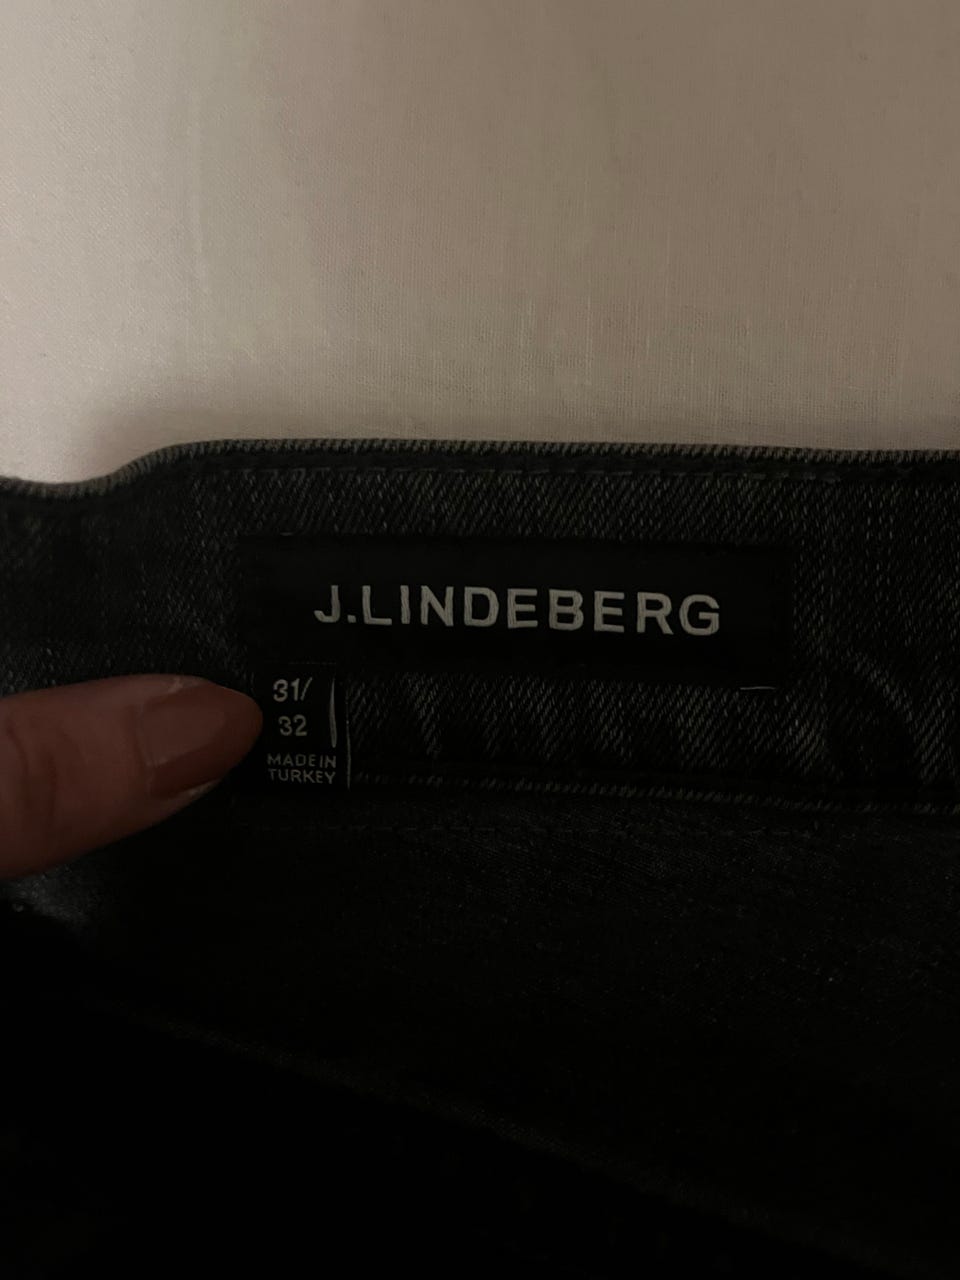 J.LINDEBERG
31/
32
MADE IN
TURKEY